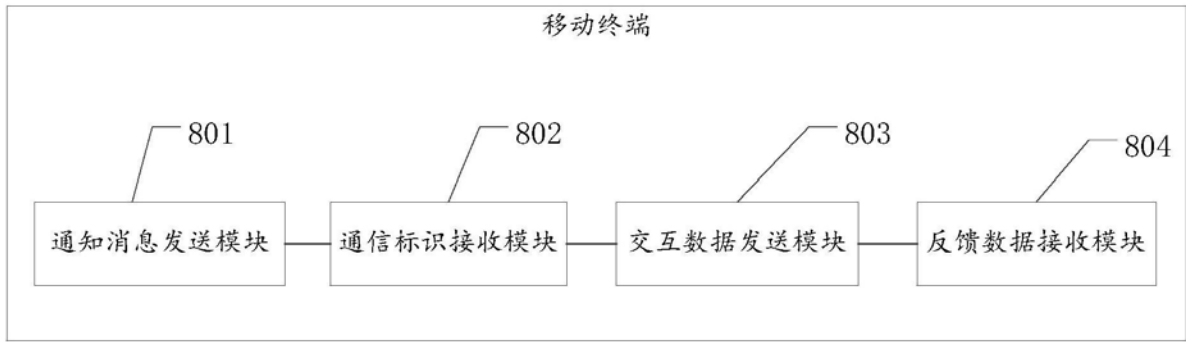 移动终端
801
802
803
804
通知消息发送模块
通信标识接收模块
交互数据发送模块
反馈数据接收模块